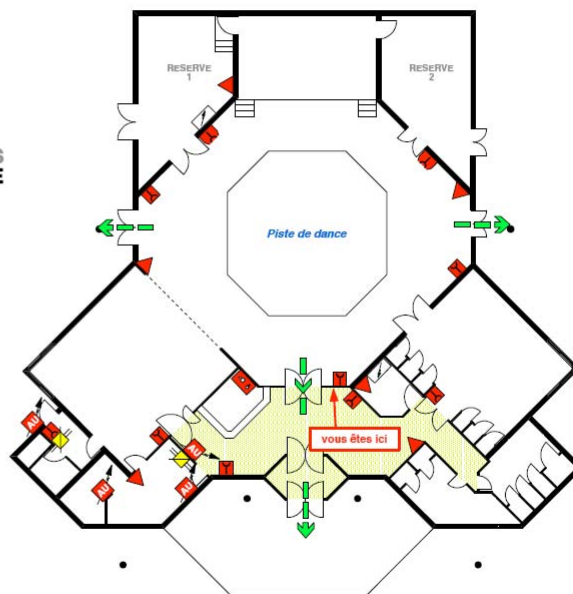 RESERVE
1
RESERVE
2
Piste de dance
vous êtes ici
AU
AU
AU
AU